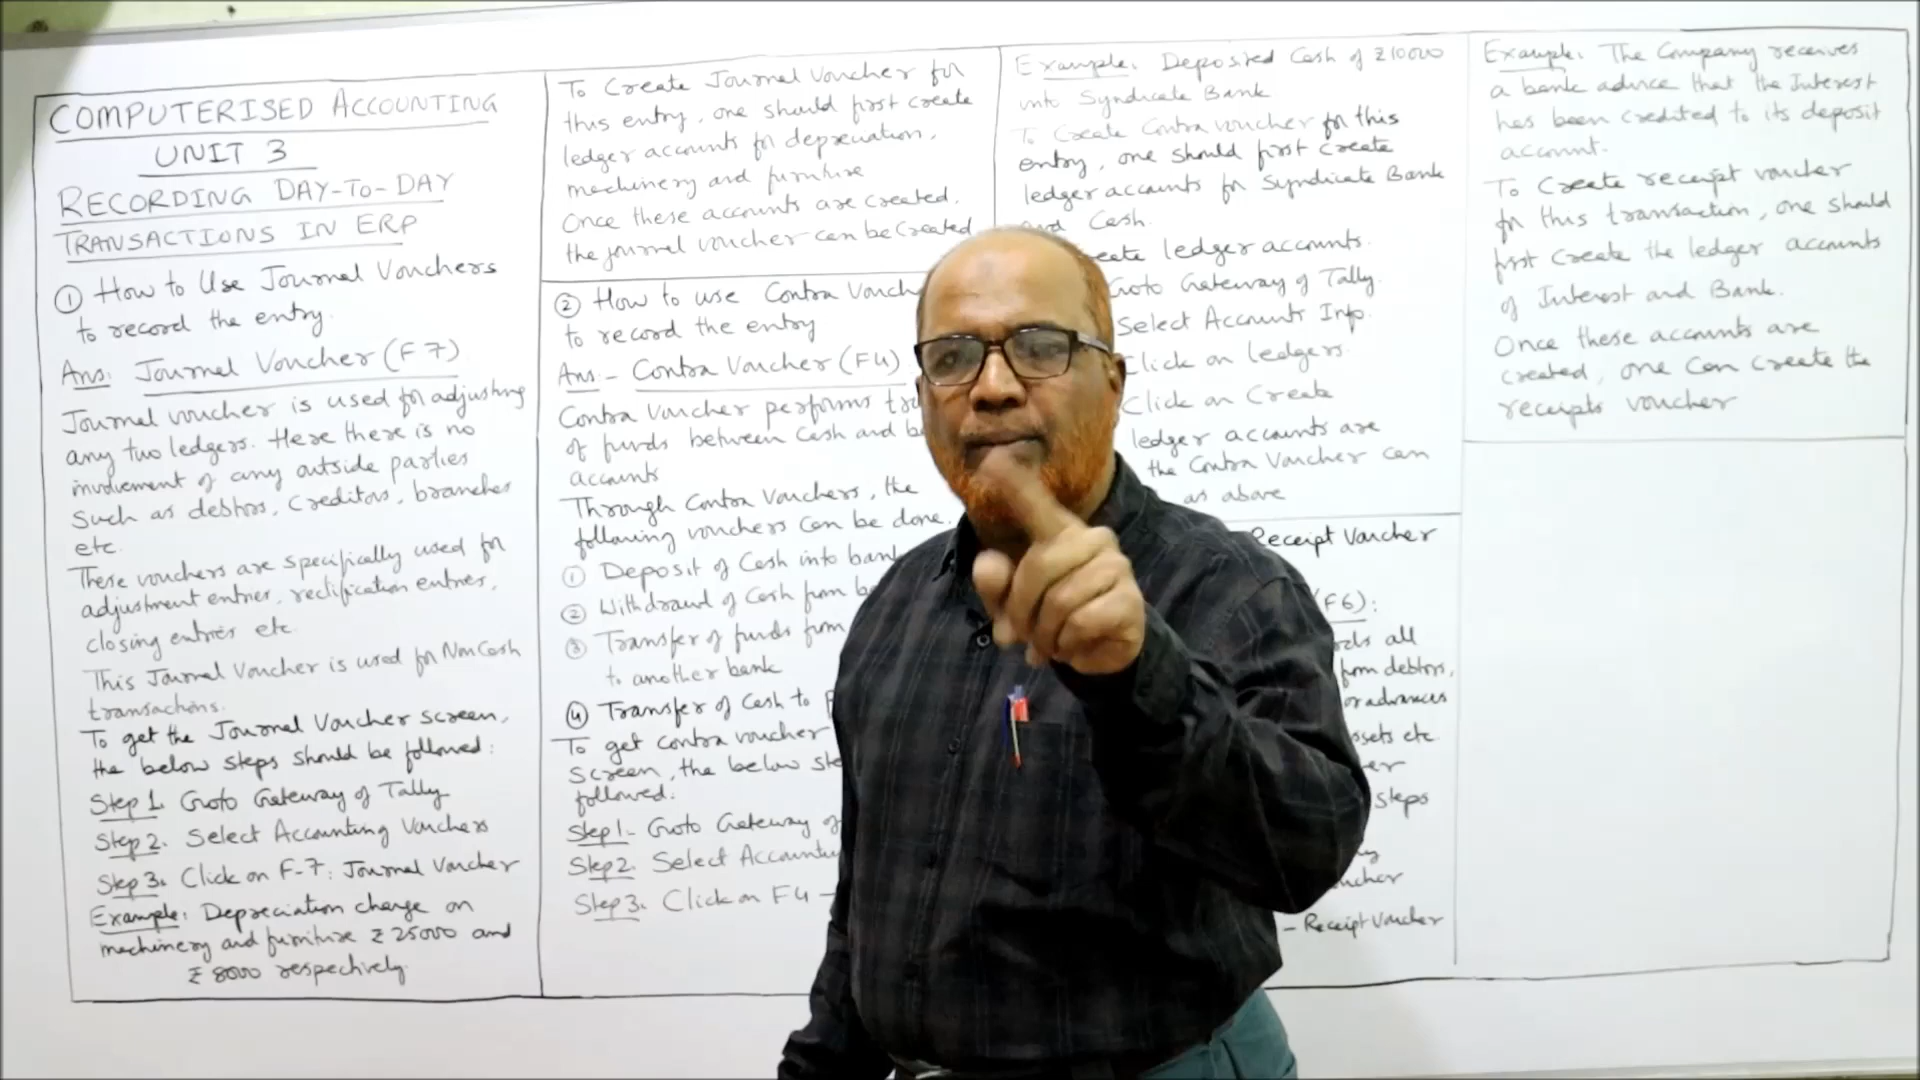 COMPUTERISED ACCOUNTING
UNIT 3
RECORDING DAY-TO-DAY
TRANSACTIONS IN ERP
① How to Use Journal Vouchers
to record the entry.
Ans: Journal Voucher (F7)
Journal voucher is used for adjusting
any two ledgers. Here there is no
involvement of any outside parties
such as debtors, creditors, branches
etc.
These vouchers are specifically used for
adjustment entries, rectification entries,
closing entries etc.
This Journal Voucher is used for Non Cash
transactions.
To get the Journal Voucher screen,
the below steps should be followed:
Step 1. Goto Gateway of Tally
Step 2. Select Accounting Vouchers
Step 3. Click on F-7: Journal Voucher
Example: Depreciation charge on
machinery and furniture ₹ 25000 and
₹ 8000 respectively
To Create Journal Voucher for
this entry, one should first create
ledger accounts for depreciation,
machinery and furniture
Once these accounts are created,
the journal voucher can be created
② How to use Contra
to record the entry
Ans:- Contra Voucher (F4)
Contra Voucher performs
of funds between Cash and
accounts
Through Contra Vouchers, the
following vouchers can be done.
① Deposit of Cash into bank
② Withdrawl of Cash from
③ Transfer of funds from
to another bank
④ Transfer of Cash to
To get contra voucher
screen, the below
followed:
Step 1- Goto Gateway of
Step 2. Select
Step 3. Click on F4 -
Example: Deposited Cash of ₹10000
into Syndicate Bank.
To Create Contra voucher for this
entry, one should first create
ledger accounts for Syndicate Bank
and Cash.
ledger accounts.
Goto Gateway of Tally.
Select Accounts Info.
Click on ledgers.
Click on Create
ledger accounts are
the Contra Voucher can
as above
Receipt Voucher
(F6):
all
from debtors,
or advances
etc.
steps
- Receipt Voucher
Example: The Company receives
a bank advice that the Interest
has been credited to its deposit
account.
To Create receipt voucher
for this transaction, one should
first create the ledger accounts
of Interest and Bank.
Once these accounts are
created, one can create the
receipts voucher